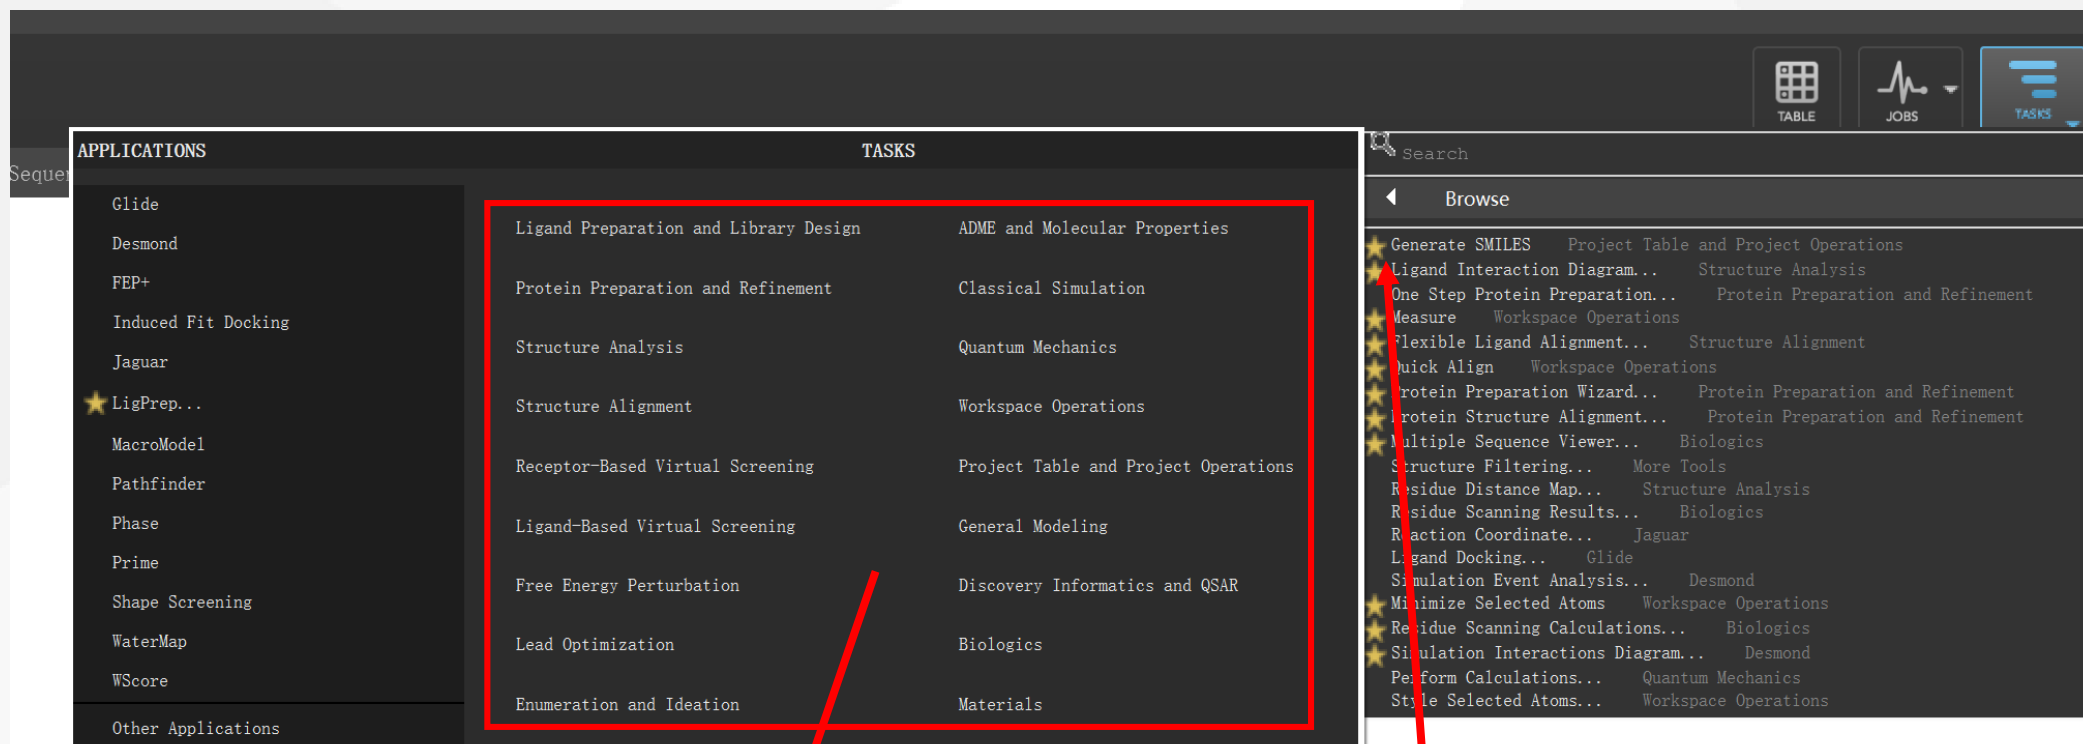 TABLE
JOBS
TASKS
Seque
APPLICATIONS
Glide
Desmond
FEP+
Induced Fit Docking
Jaguar
LigPrep...
MacroModel
Pathfinder
Phase
Prime
Shape Screening
WaterMap
WScore
Other Applications
TASKS
Ligand Preparation and Library Design
Protein Preparation and Refinement
Structure Analysis
Structure Alignment
Receptor-Based Virtual Screening
Ligand-Based Virtual Screening
Free Energy Perturbation
Lead Optimization
Enumeration and Ideation
ADME and Molecular Properties
Classical Simulation
Quantum Mechanics
Workspace Operations
Project Table and Project Operations
General Modeling
Discovery Informatics and QSAR
Biologics
Materials
Search
Browse
Generate SMILES Project Table and Project Operations
Ligand Interaction Diagram... Structure Analysis
One Step Protein Preparation... Protein Preparation and Refinement
Measure Workspace Operations
Flexible Ligand Alignment... Structure Alignment
Quick Align Workspace Operations
Protein Preparation Wizard... Protein Preparation and Refinement
Protein Structure Alignment... Protein Preparation and Refinement
Multiple Sequence Viewer... Biologics
Structure Filtering... More Tools
Residue Distance Map... Structure Analysis
Residue Scanning Results... Biologics
Reaction Coordinate... Jaguar
Ligand Docking... Glide
Simulation Event Analysis... Desmond
Minimize Selected Atoms Workspace Operations
Residue Scanning Calculations... Biologics
Simulation Interactions Diagram... Desmond
Perform Calculations... Quantum Mechanics
Style Selected Atoms... Workspace Operations